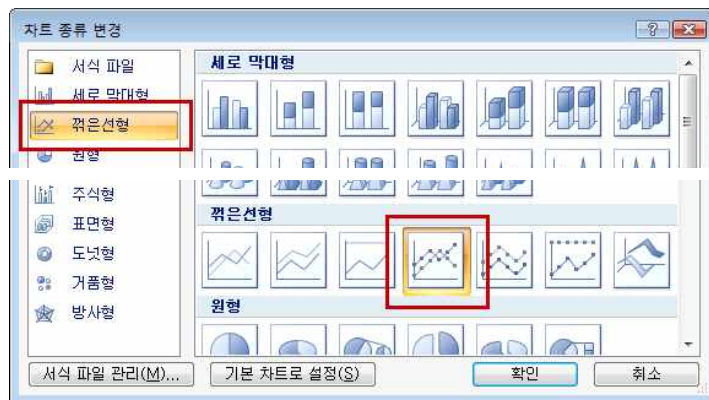 차트 종류 변경
서식 파일
세로 막대형
꺾은선형
원형
주식형
표면형
도넛형
거품형
방사형
세로 막대형
꺾은선형
원형
서식 파일 관리(M)...
기본 차트로 설정(S)
확인
취소